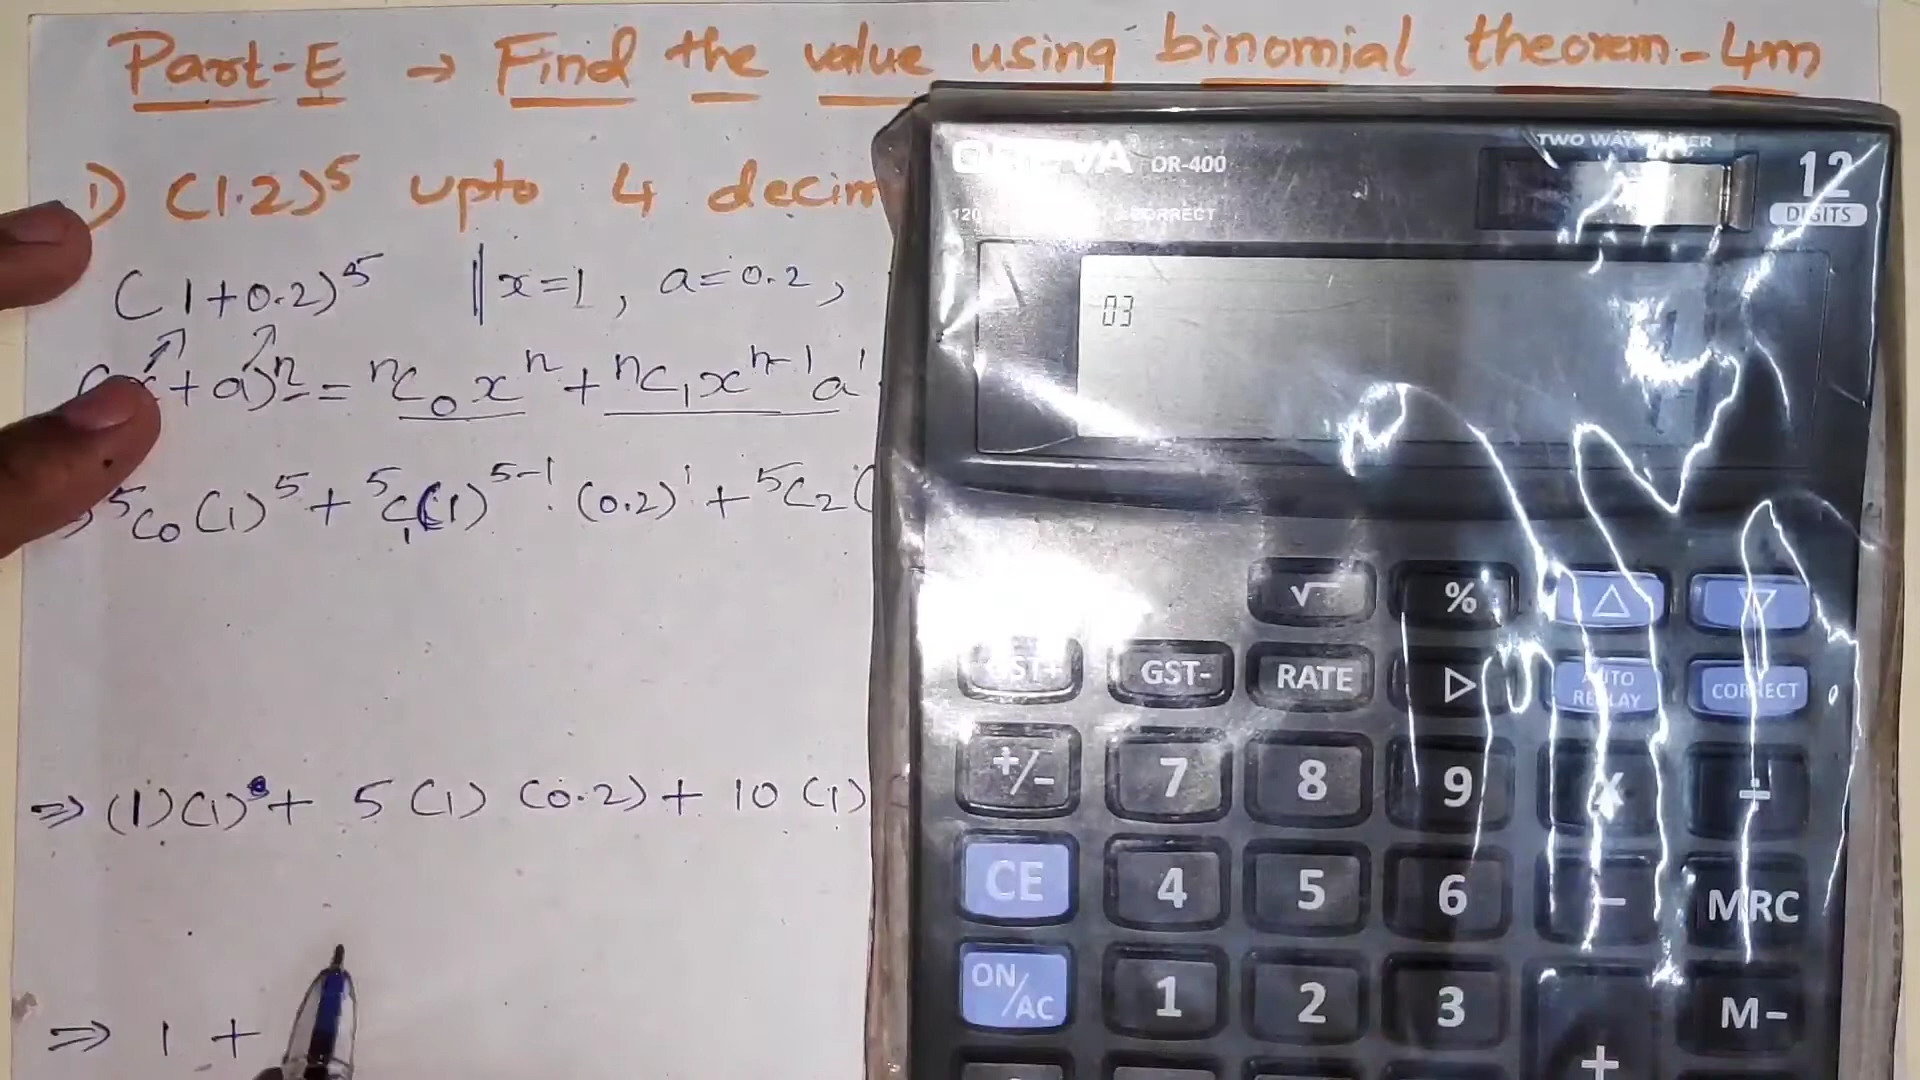 Part-E → Find the value using binomial theorem - 4m
1) (1.2)⁵ upto 4 decim
(1+0.2)⁵ ‖ x=1, a=0.2,
+a)ⁿ = ⁿC₀xⁿ + ⁿC₁xⁿ⁻¹a¹
⁵C₀(1)⁵ + ⁵C₁(1)⁵⁻¹·(0.2)¹ + ⁵C₂(
⇒ (1)(1) + 5(1)(0.2) + 10(1)
⇒ 1 +
OR-400
12 DIGITS
CORRECT
03
√ % △ ▽
GST- RATE ▷ AUTO REPLAY CORRECT
+/- 7 8 9 × ÷
CE 4 5 6 − MRC
ON/AC 1 2 3 + M−